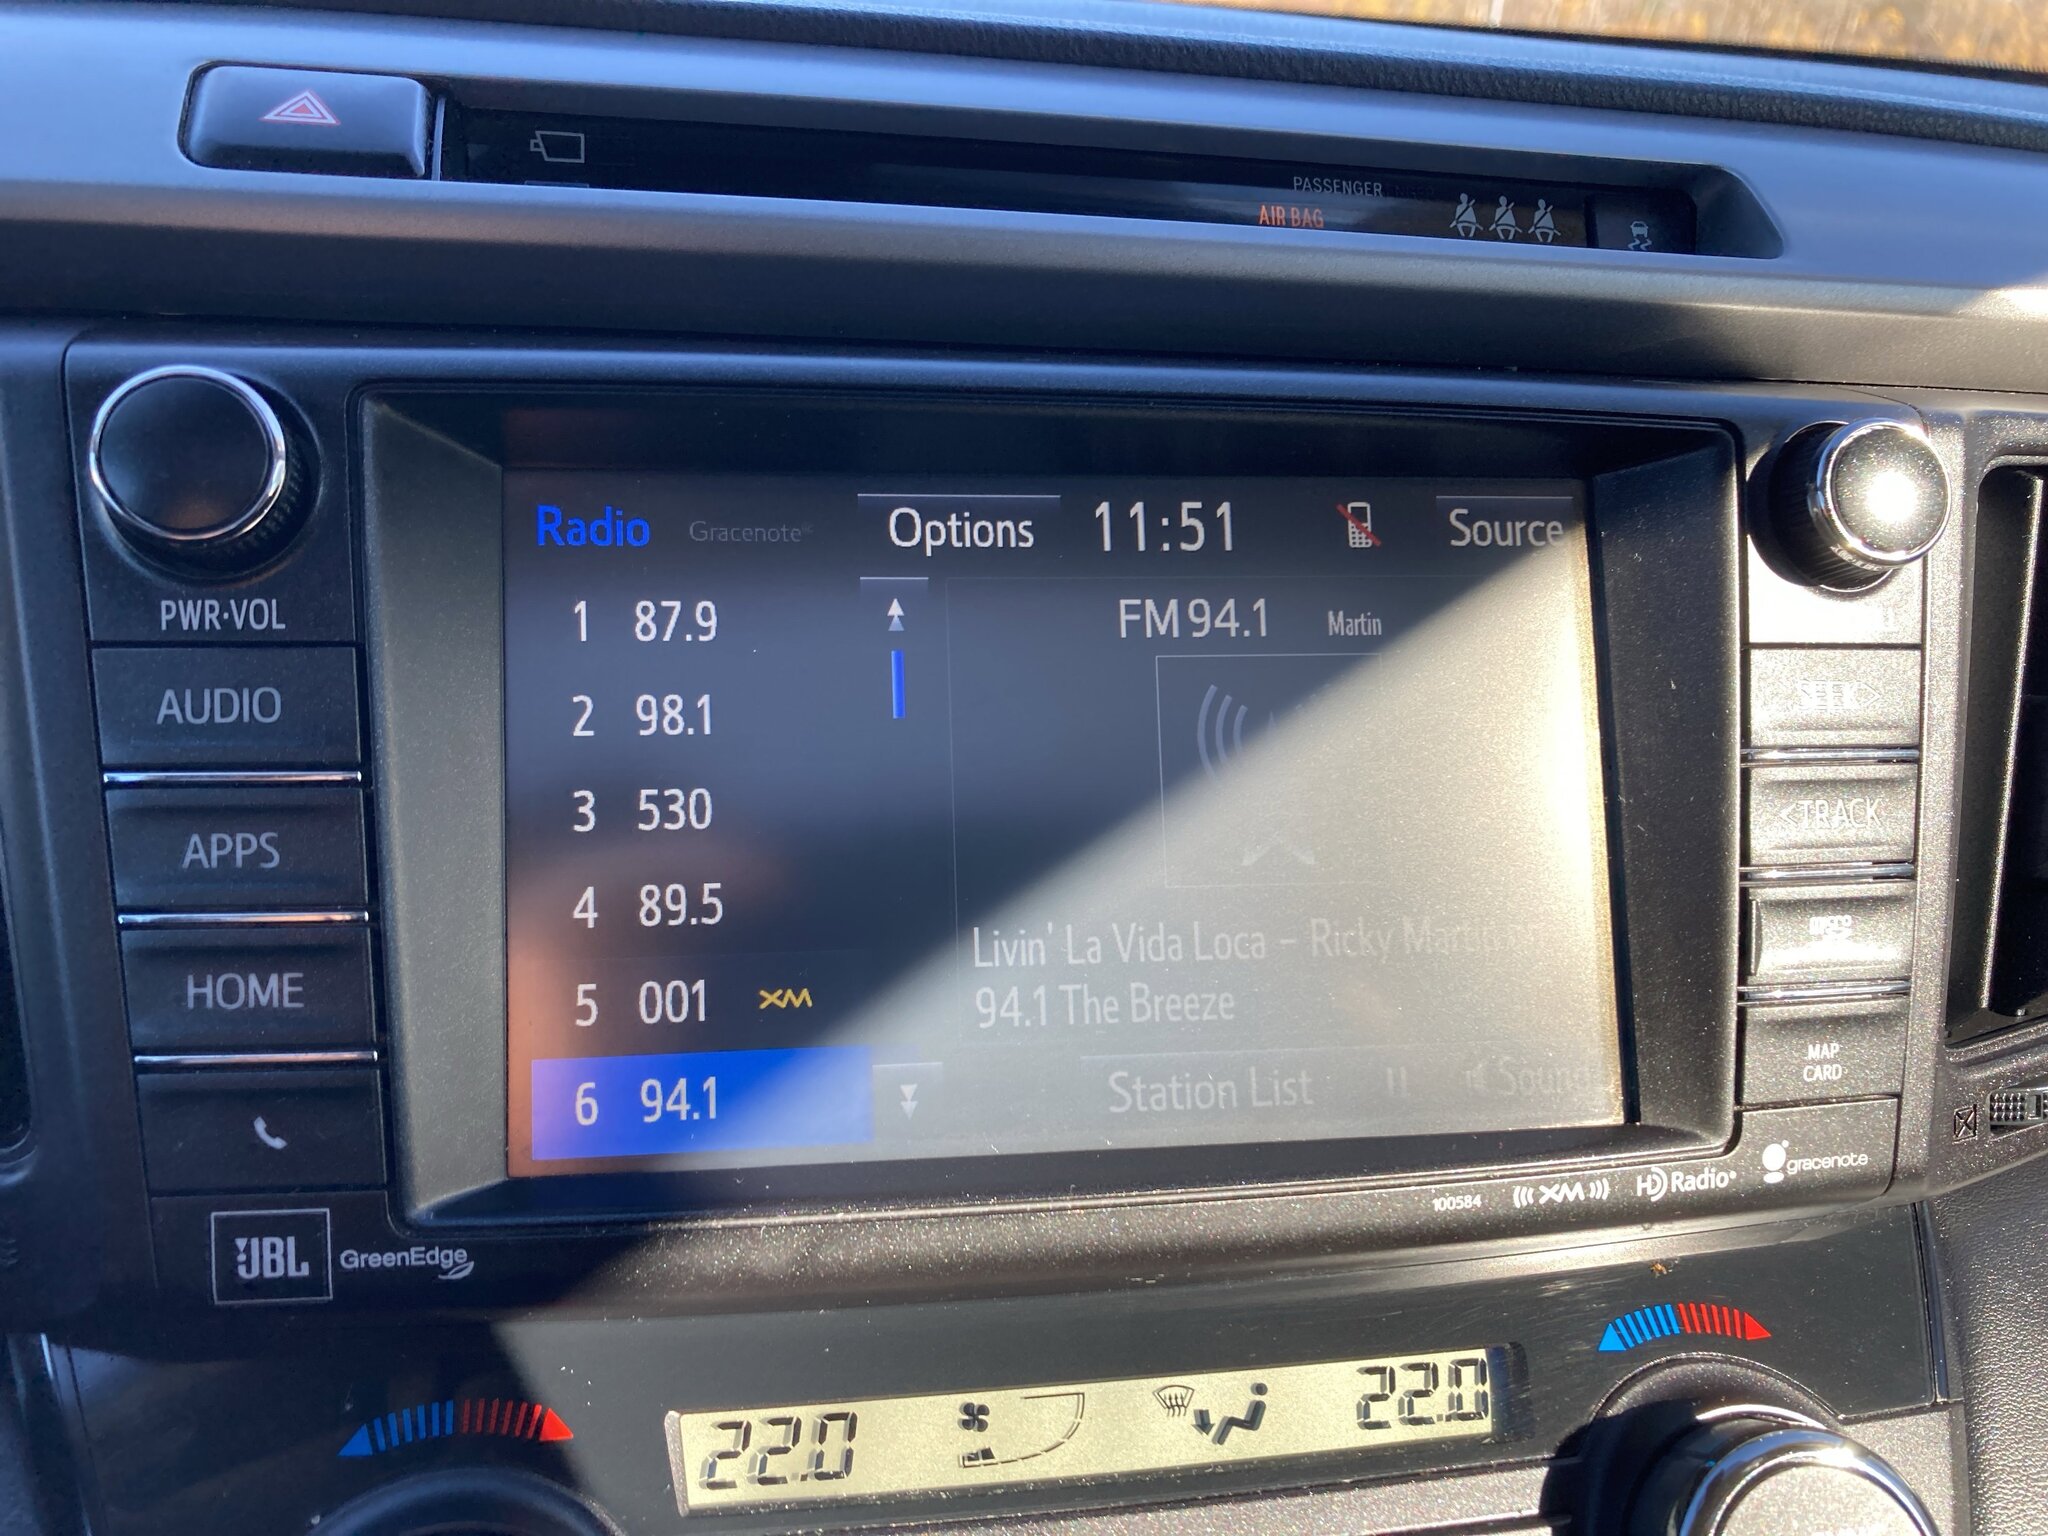 PASSENGER
AIR BAG
Radio Gracenote Options 11:51 Source
1 87.9
2 98.1
3 530
4 89.5
5 001 XM
6 94.1
FM 94.1 Martin
Livin' La Vida Loca - Ricky Martin
94.1 The Breeze
Station List Sound
PWR·VOL
AUDIO
APPS
HOME
SEEK>
<TRACK
MAP
CARD
JBL GreenEdge
100584 ((( XM ))) HD Radio gracenote
22.0 22.0